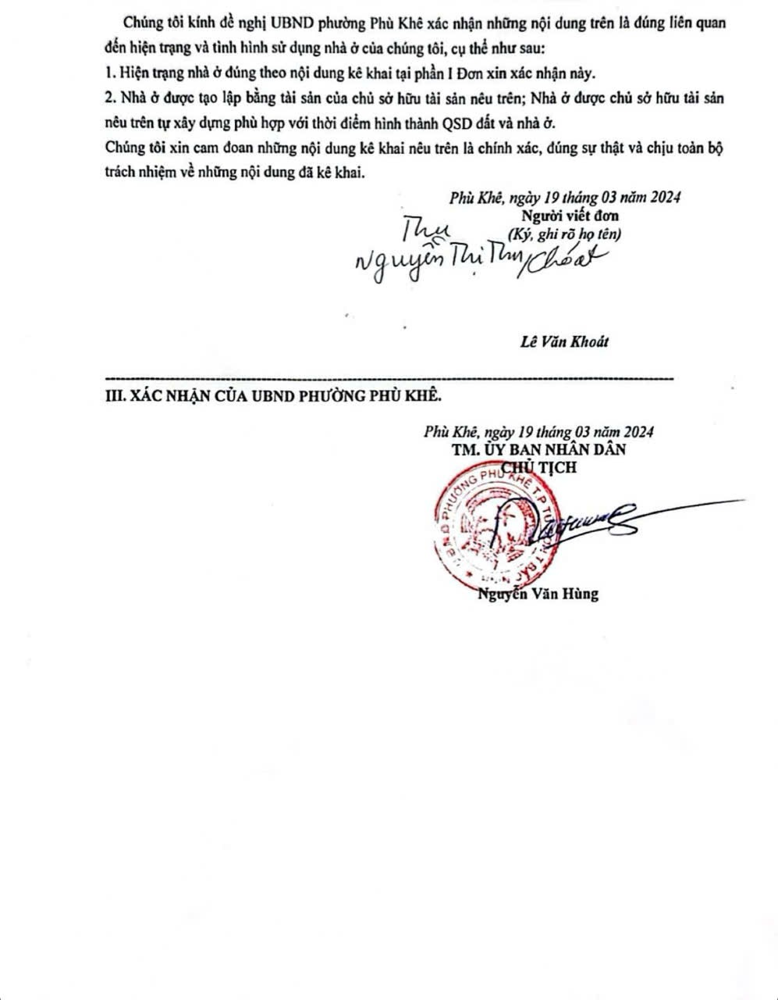 Chúng tôi kính đề nghị UBND phường Phù Khê xác nhận những nội dung trên là đúng liên quan
đến hiện trạng và tình hình sử dụng nhà ở của chúng tôi, cụ thể như sau:
1. Hiện trạng nhà ở đúng theo nội dung kê khai tại phần I Đơn xin xác nhận này.
2. Nhà ở được tạo lập bằng tài sản của chủ sở hữu tài sản nêu trên; Nhà ở được chủ sở hữu tài sản
nêu trên tự xây dựng phù hợp với thời điểm hình thành QSD đất và nhà ở.
Chúng tôi xin cam đoan những nội dung kê khai nêu trên là chính xác, đúng sự thật và chịu toàn bộ
trách nhiệm về những nội dung đã kê khai.
Phù Khê, ngày 19 tháng 03 năm 2024
Người viết đơn
(Ký, ghi rõ họ tên)
Thu
Nguyễn Thị Thu Khoát
Lê Văn Khoát
III. XÁC NHẬN CỦA UBND PHƯỜNG PHÙ KHÊ.
Phù Khê, ngày 19 tháng 03 năm 2024
TM. ỦY BAN NHÂN DÂN
CHỦ TỊCH
U.B.N.D PHƯỜNG PHÙ KHÊ T.P TỪ SƠN T.BẮC NINH
Nguyễn Văn Hùng